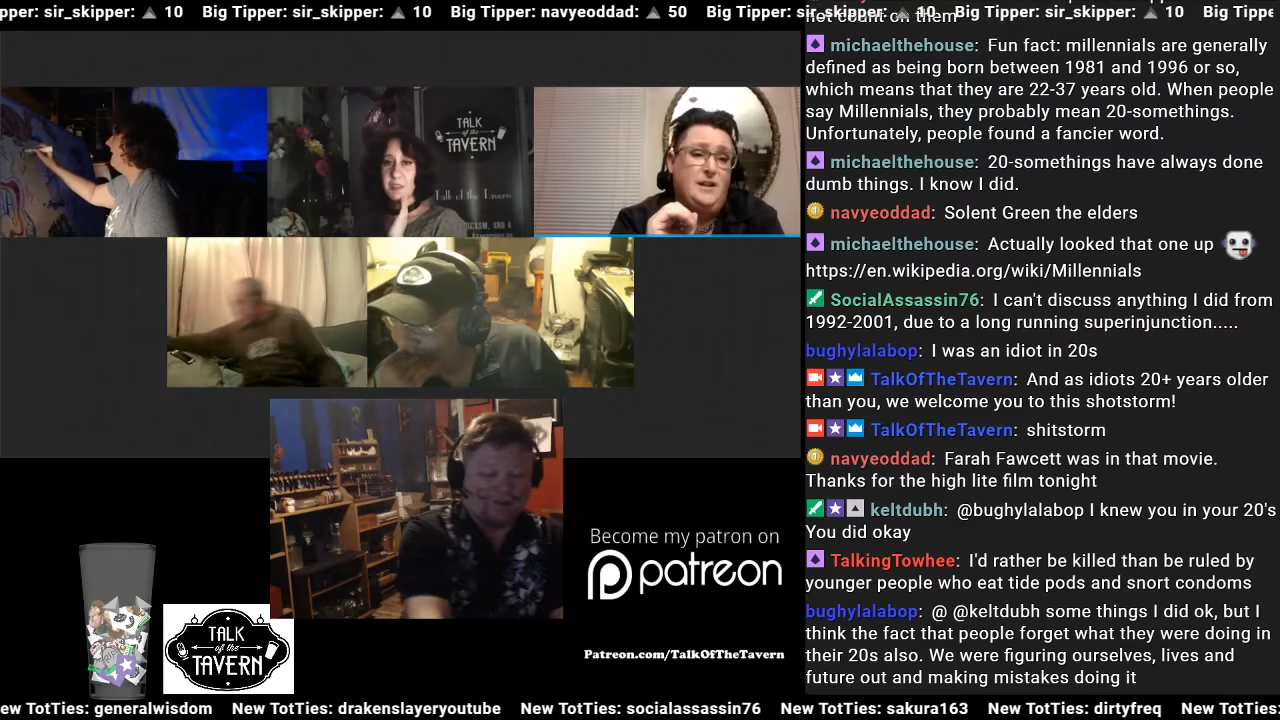 pper: sir_skipper: 10 Big Tipper: sir_skipper: 10 Big Tipper: navyeoddad: 50 Big Tipper: sir_skipper: 10 Big Tipper: sir_skipper: 10 Big Tippe
not count on them
michaelthehouse: Fun fact: millennials are generally
defined as being born between 1981 and 1996 or so,
which means that they are 22-37 years old. When people
say Millennials, they probably mean 20-somethings.
Unfortunately, people found a fancier word.
michaelthehouse: 20-somethings have always done
dumb things. I know I did.
navyeoddad: Solent Green the elders
michaelthehouse: Actually looked that one up
https://en.wikipedia.org/wiki/Millennials
SocialAssassin76: I can't discuss anything I did from
1992-2001, due to a long running superinjunction.....
bughylalabop: I was an idiot in 20s
TalkOfTheTavern: And as idiots 20+ years older
than you, we welcome you to this shotstorm!
TalkOfTheTavern: shitstorm
navyeoddad: Farah Fawcett was in that movie.
Thanks for the high lite film tonight
keltdubh: @bughylalabop I knew you in your 20's
You did okay
TalkingTowhee: I'd rather be killed than be ruled by
younger people who eat tide pods and snort condoms
bughylalabop: @ @keltdubh some things I did ok, but I
think the fact that people forget what they were doing in
their 20s also. We were figuring ourselves, lives and
future out and making mistakes doing it
TALK
of the
TAVERN
Talk of the Tavern
SARCASM, AND A
Become my patron on
patreon
Patreon.com/TalkOfTheTavern
TALK
of the
TAVERN
ew TotTies: generalwisdom New TotTies: drakenslayeryoutube New TotTies: socialassassin76 New TotTies: sakura163 New TotTies: dirtyfreq New TotTies: